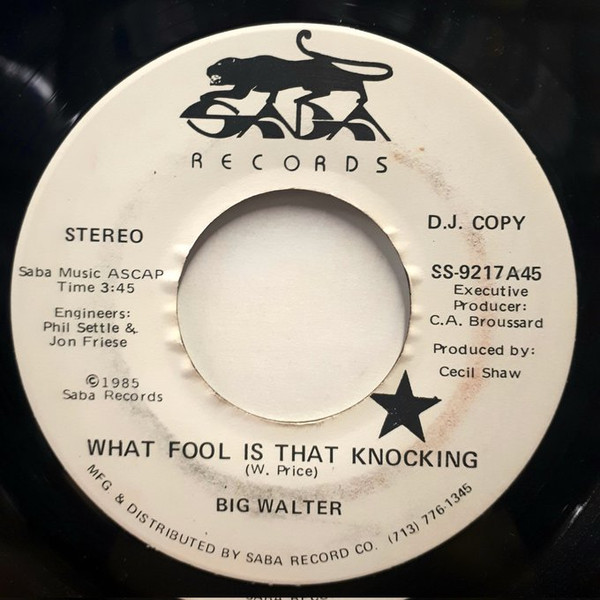 SABA
RECORDS
STEREO
Saba Music ASCAP
Time 3:45
Engineers:
Phil Settle &
Jon Friese
©1985
Saba Records
D.J. COPY
SS-9217A45
Executive
Producer:
C.A. Broussard
Produced by:
Cecil Shaw
WHAT FOOL IS THAT KNOCKING
(W. Price)
BIG WALTER
MFG. & DISTRIBUTED BY SABA RECORD CO. (713) 776-1345